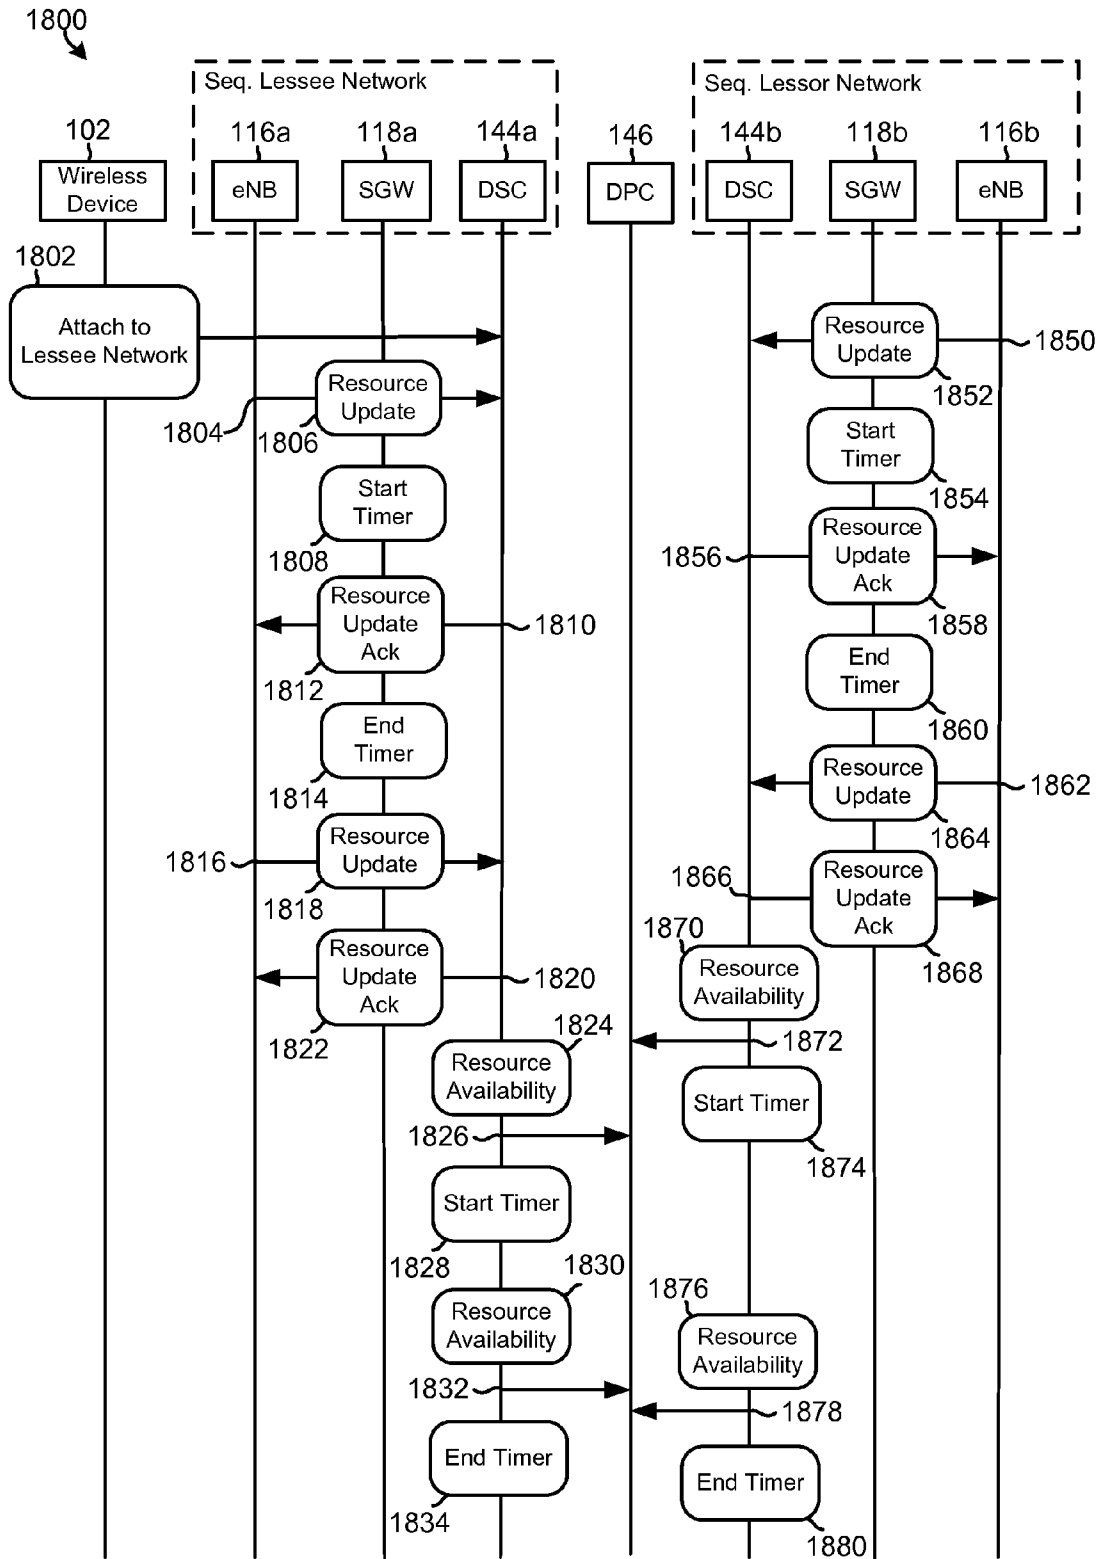 1800
Seq. Lessee Network
Seq. Lessor Network
102
116a
118a
144a
146
144b
118b
116b
Wireless
Device
eNB
SGW
DSC
DPC
DSC
SGW
eNB
1802
Attach to
Lessee Network
Resource
Update
1850
1852
Resource
Update
1804
1806
Start
Timer
1854
Start
Timer
1808
1856
Resource
Update
Ack
1858
Resource
Update
Ack
1810
1812
End
Timer
1860
End
Timer
1814
Resource
Update
1862
1864
1816
Resource
Update
1818
1866
Resource
Update
Ack
1868
1870
Resource
Availability
Resource
Update
Ack
1820
1822
1824
Resource
Availability
1872
1826
Start Timer
1874
Start Timer
1828
1830
Resource
Availability
1876
Resource
Availability
1832
1878
End Timer
1834
End Timer
1880